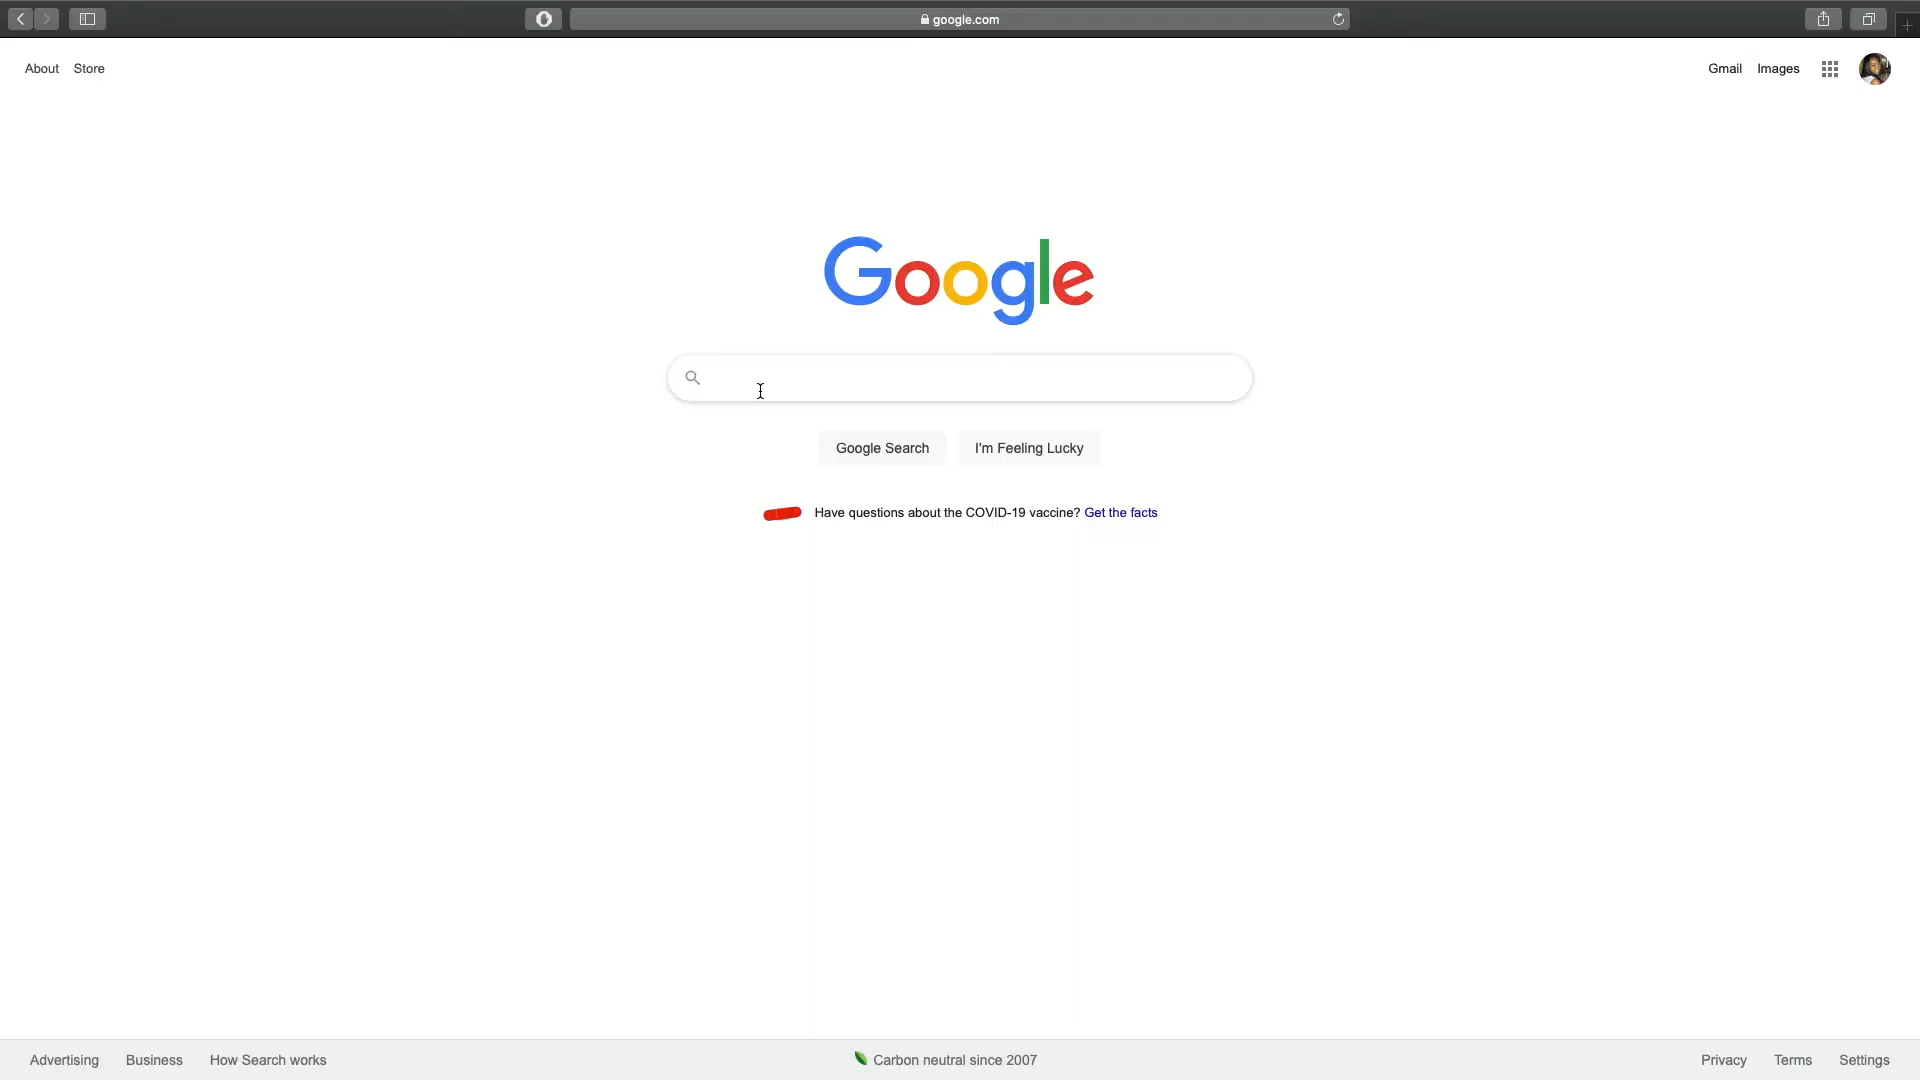 google.com
About Store
Gmail Images
Google
Google Search I'm Feeling Lucky
Have questions about the COVID-19 vaccine? Get the facts
Advertising Business How Search works
Carbon neutral since 2007
Privacy Terms Settings